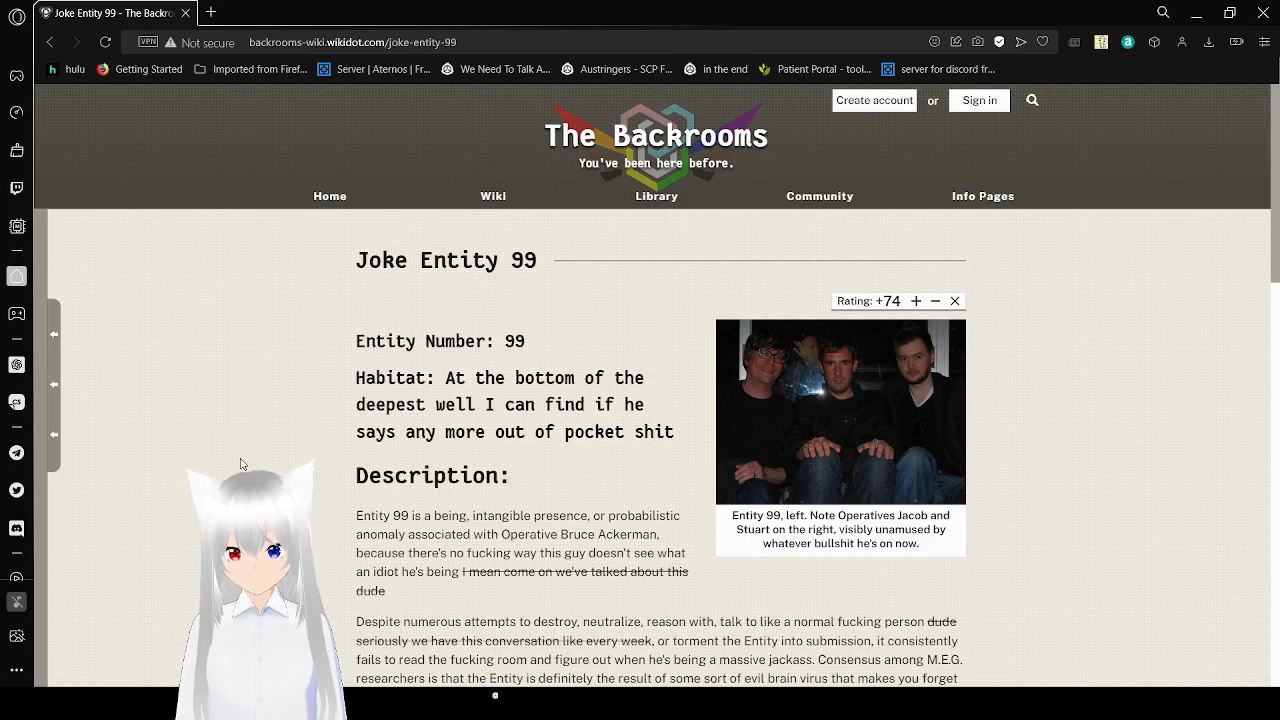 Joke Entity 99 - The Backro
Not secure
backrooms-wiki.wikidot.com/joke-entity-99
VPN
hulu
Getting Started
Imported from Firef...
Server | Aternos | Fr...
We Need To Talk A...
Austringers - SCP F...
in the end
Patient Portal - tool...
server for discord fr...
Create account or Sign in
The Backrooms
You've been here before.
Home Wiki Library Community Info Pages
Joke Entity 99
Rating: +74 + − ×
Entity Number: 99
Habitat: At the bottom of the
deepest well I can find if he
says any more out of pocket shit
Description:
Entity 99 is a being, intangible presence, or probabilistic
anomaly associated with Operative Bruce Ackerman,
because there's no fucking way this guy doesn't see what
an idiot he's being I mean come on we've talked about this
dude
Entity 99, left. Note Operatives Jacob and
Stuart on the right, visibly unamused by
whatever bullshit he's on now.
Despite numerous attempts to destroy, neutralize, reason with, talk to like a normal fucking person dude
seriously we have this conversation like every week, or torment the Entity into submission, it consistently
fails to read the fucking room and figure out when he's being a massive jackass. Consensus among M.E.G.
researchers is that the Entity is definitely the result of some sort of evil brain virus that makes you forget